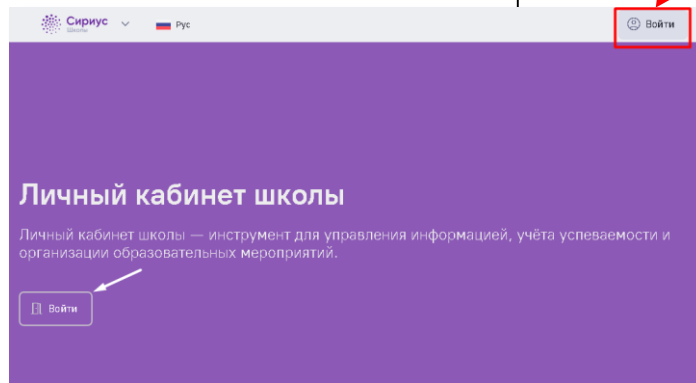 Сириус
Школы
Рус
Войти
Личный кабинет школы
Личный кабинет школы — инструмент для управления информацией, учёта успеваемости и
организации образовательных мероприятий.
Войти